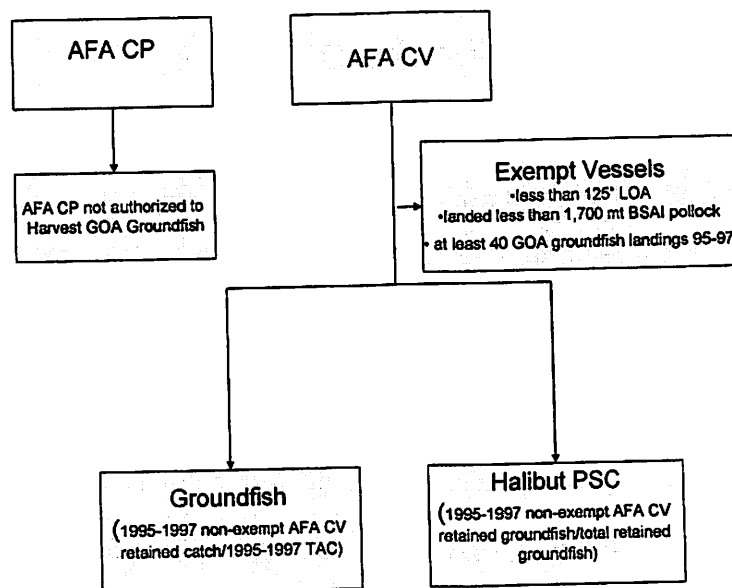 AFA CP
AFA CV
AFA CP not authorized to
Harvest GOA Groundfish
Exempt Vessels
•less than 125' LOA
•landed less than 1,700 mt BSAI pollock
• at least 40 GOA groundfish landings 95-97
Groundfish
(1995-1997 non-exempt AFA CV
retained catch/1995-1997 TAC)
Halibut PSC
(1995-1997 non-exempt AFA CV
retained groundfish/total retained
groundfish)